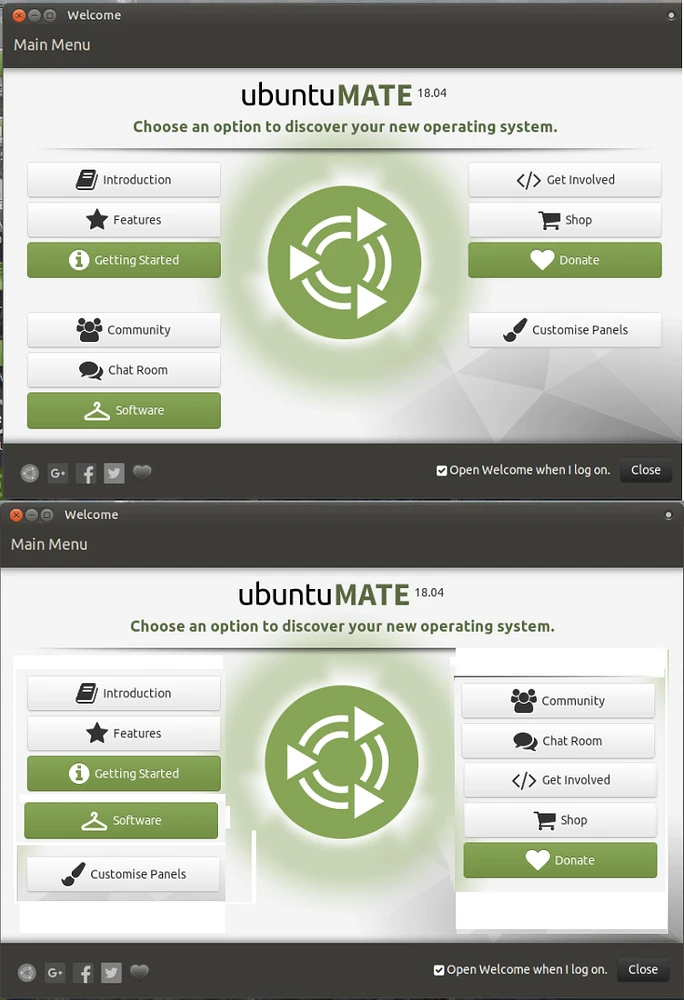 Welcome
Main Menu
ubuntuMATE 18.04
Choose an option to discover your new operating system.
Introduction
Features
Getting Started
Community
Chat Room
Software
Get Involved
Shop
Donate
Customise Panels
G+
Open Welcome when I log on.
Close
Welcome
Main Menu
ubuntuMATE 18.04
Choose an option to discover your new operating system.
Introduction
Features
Getting Started
Software
Customise Panels
Community
Chat Room
Get Involved
Shop
Donate
G+
Open Welcome when I log on.
Close